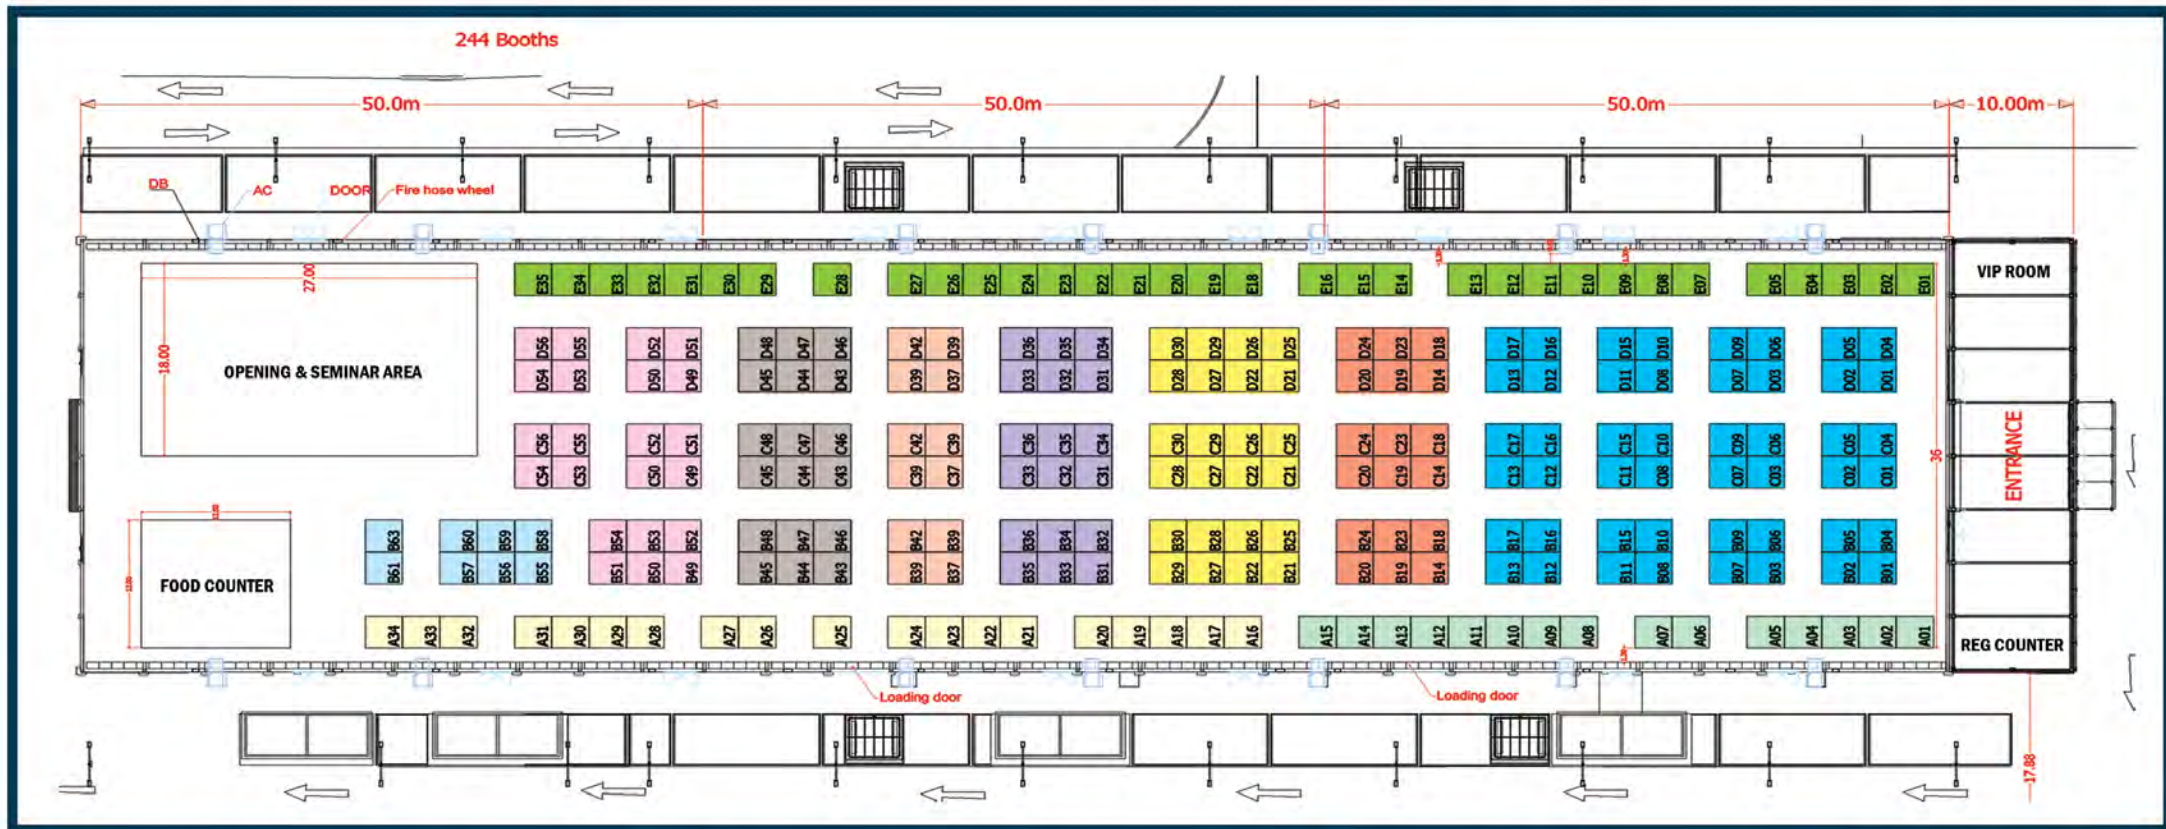 244 Booths
50.0m 50.0m 50.0m 10.00m
DB AC DOOR Fire hose wheel
27.00
18.00
OPENING & SEMINAR AREA
E35 E34 E33 E32 E31 E30 E29 E28 E27 E26 E25 E24 E23 E22 E21 E20 E19 E18 E16 E15 E14 E13 E12 E11 E10 E09 E08 E07 E05 E04 E03 E02 E01
VIP ROOM
D56 D55 D52 D51 D48 D47 D46 D42 D39 D36 D35 D34 D30 D29 D26 D25 D24 D23 D18 D17 D16 D15 D10 D09 D06 D05 D04
D54 D53 D50 D49 D45 D44 D43 D39 D37 D33 D32 D31 D28 D27 D22 D21 D20 D19 D14 D13 D12 D11 D08 D07 D03 D02 D01
C56 C55 C52 C51 C48 C47 C46 C42 C39 C36 C35 C34 C30 C29 C26 C25 C24 C23 C18 C17 C16 C15 C10 C09 C06 C05 C04
C54 C53 C50 C49 C45 C44 C43 C39 C37 C33 C32 C31 C28 C27 C22 C21 C20 C19 C14 C13 C12 C11 C08 C07 C03 C02 C01
36
ENTRANCE
B63 B60 B59 B58 B54 B53 B52 B48 B47 B46 B42 B39 B36 B34 B32 B30 B28 B26 B25 B24 B23 B18 B17 B16 B15 B10 B09 B06 B05 B04
B61 B57 B56 B55 B51 B50 B49 B45 B44 B43 B39 B37 B35 B33 B31 B29 B27 B22 B21 B20 B19 B14 B13 B12 B11 B08 B07 B03 B02 B01
FOOD COUNTER
A34 A33 A32 A31 A30 A29 A28 A27 A26 A25 A24 A23 A22 A21 A20 A19 A18 A17 A16 A15 A14 A13 A12 A11 A10 A09 A08 A07 A06 A05 A04 A03 A02 A01
REG COUNTER
Loading door Loading door
17.88